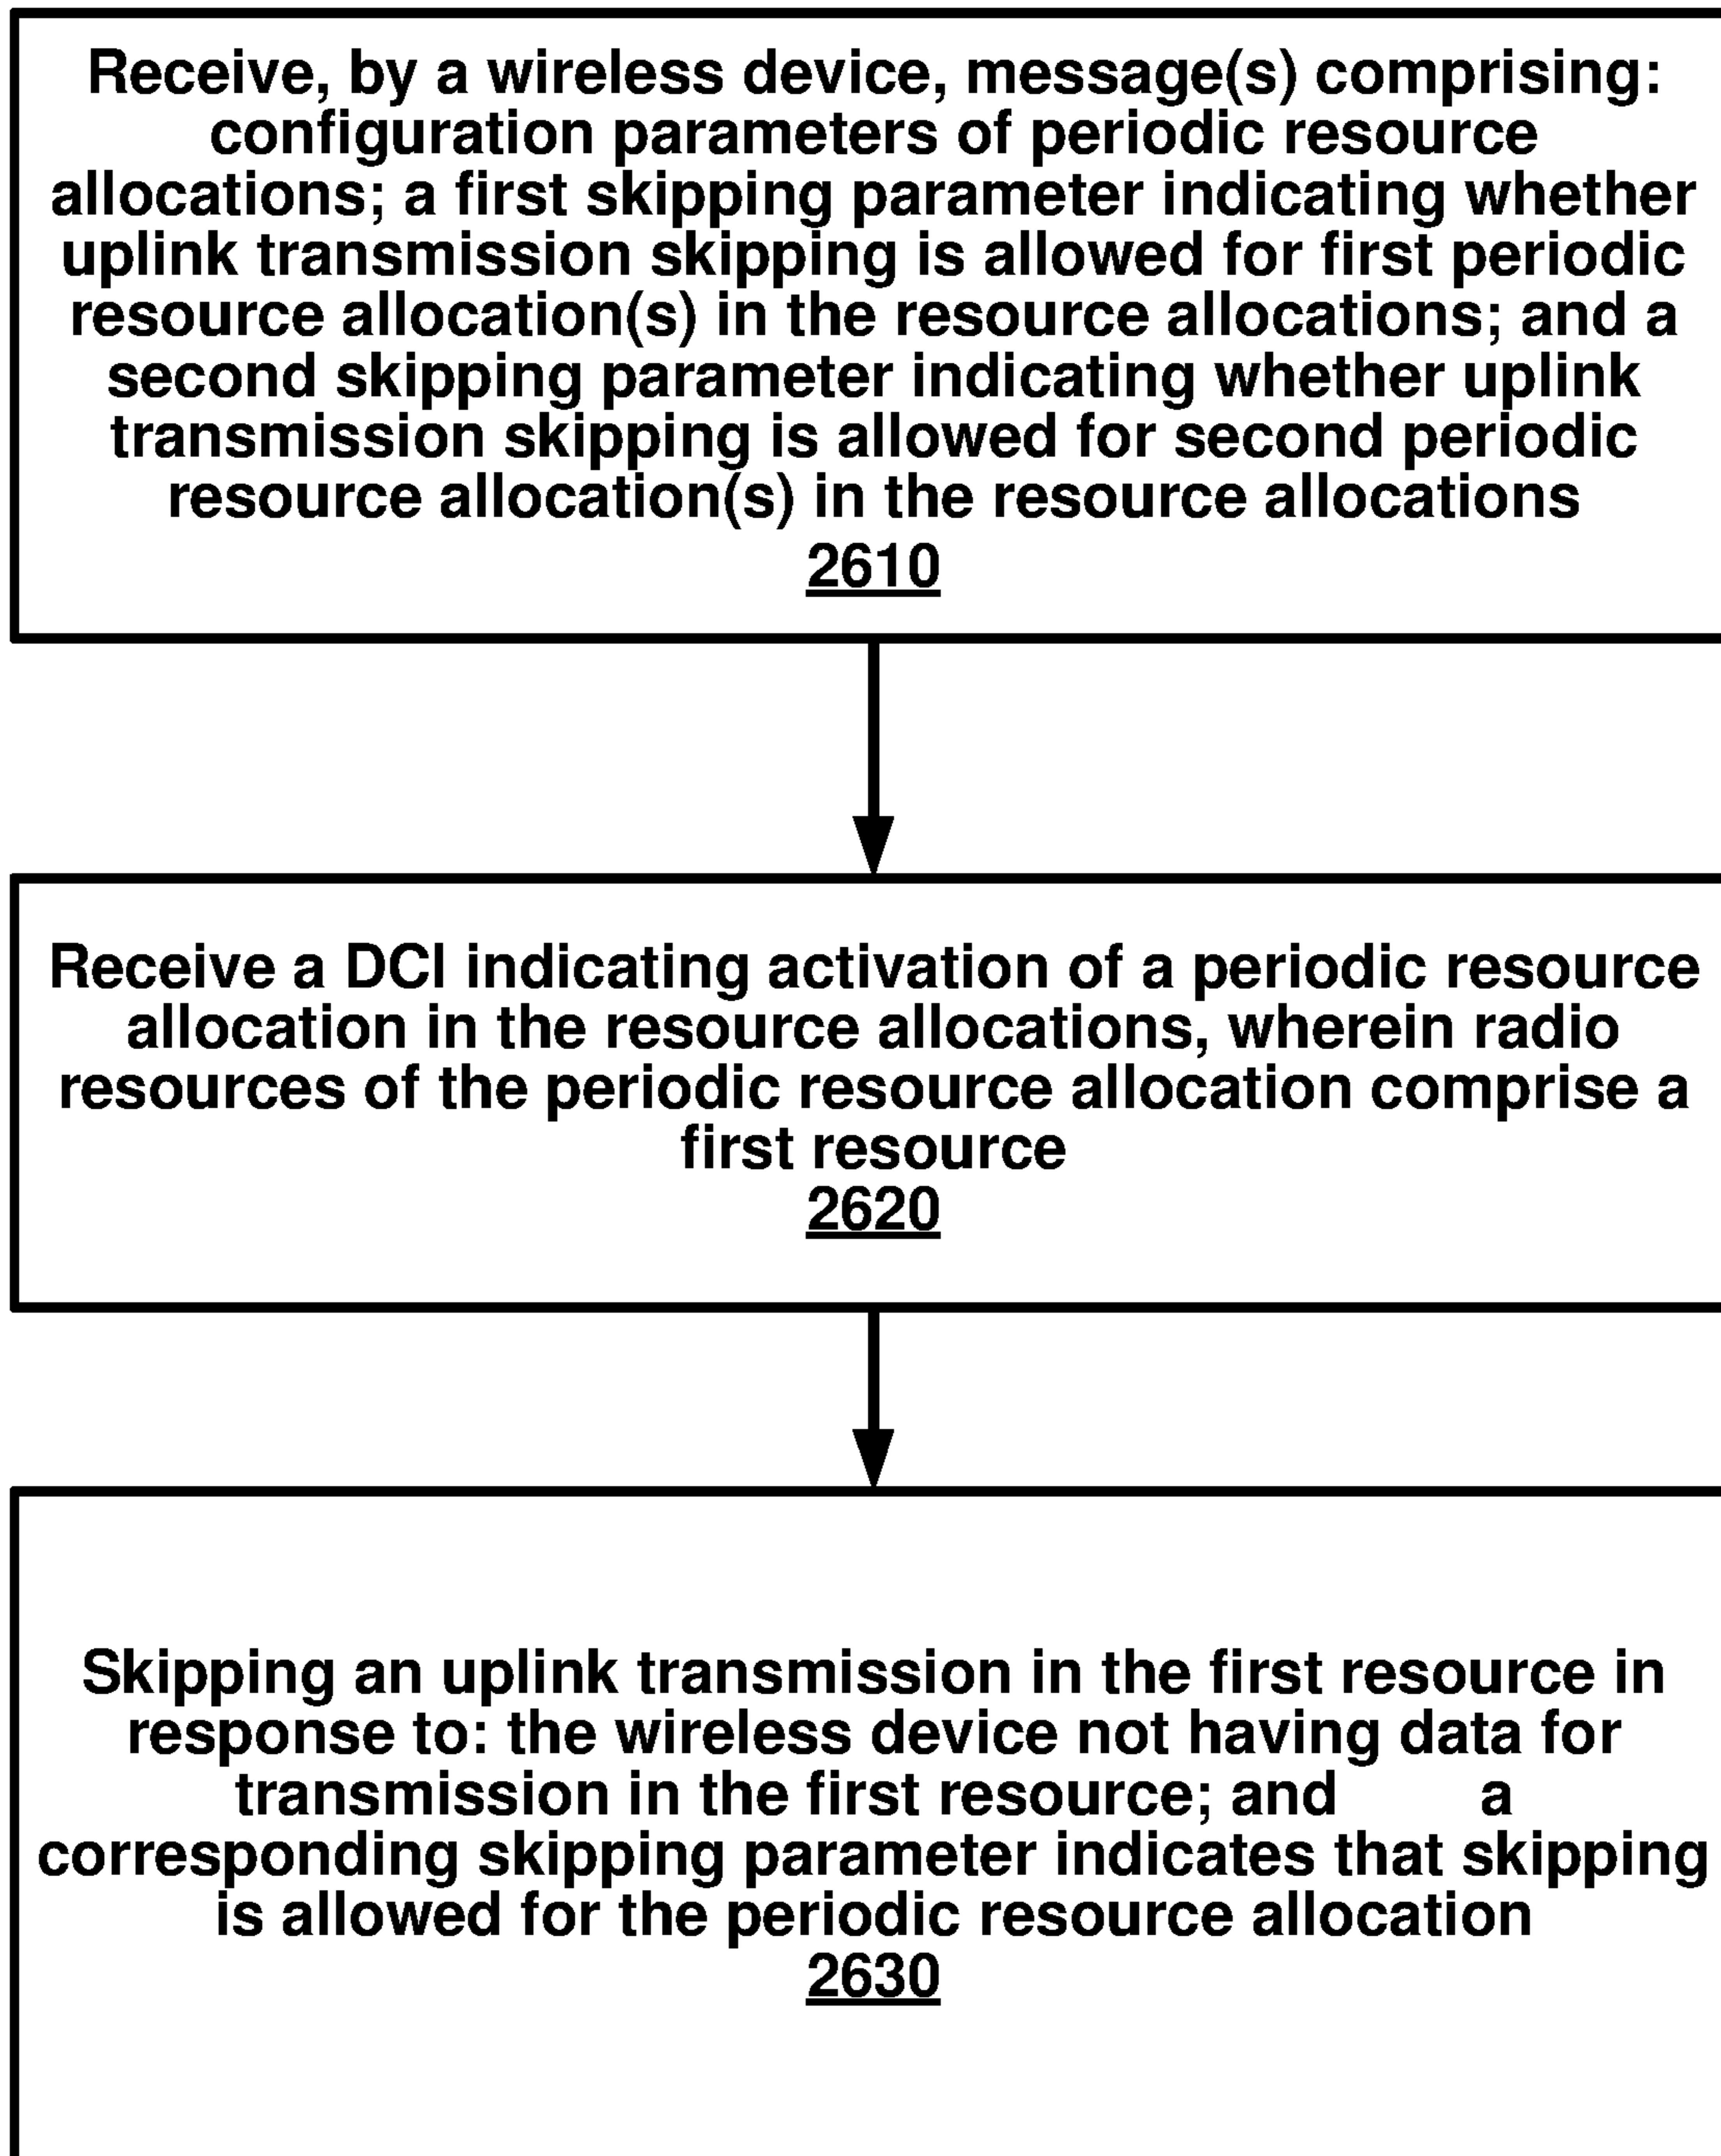 Receive, by a wireless device, message(s) comprising:
configuration parameters of periodic resource
allocations; a first skipping parameter indicating whether
uplink transmission skipping is allowed for first periodic
resource allocation(s) in the resource allocations; and a
second skipping parameter indicating whether uplink
transmission skipping is allowed for second periodic
resource allocation(s) in the resource allocations
2610
Receive a DCI indicating activation of a periodic resource
allocation in the resource allocations, wherein radio
resources of the periodic resource allocation comprise a
first resource
2620
Skipping an uplink transmission in the first resource in
response to: the wireless device not having data for
transmission in the first resource; and a
corresponding skipping parameter indicates that skipping
is allowed for the periodic resource allocation
2630